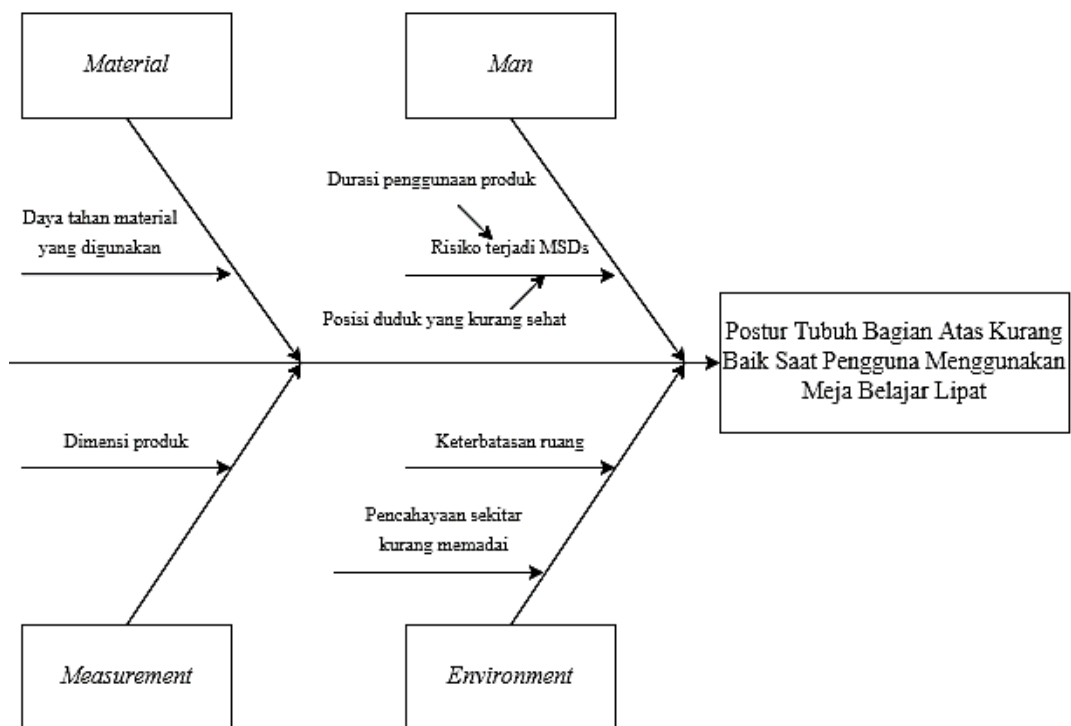 Material
Man
Durasi penggunaan produk
Daya tahan material
yang digunakan
Risiko terjadi MSDs
Posisi duduk yang kurang sehat
Postur Tubuh Bagian Atas Kurang
Baik Saat Pengguna Menggunakan
Meja Belajar Lipat
Dimensi produk
Keterbatasan ruang
Pencahayaan sekitar
kurang memadai
Measurement
Environment